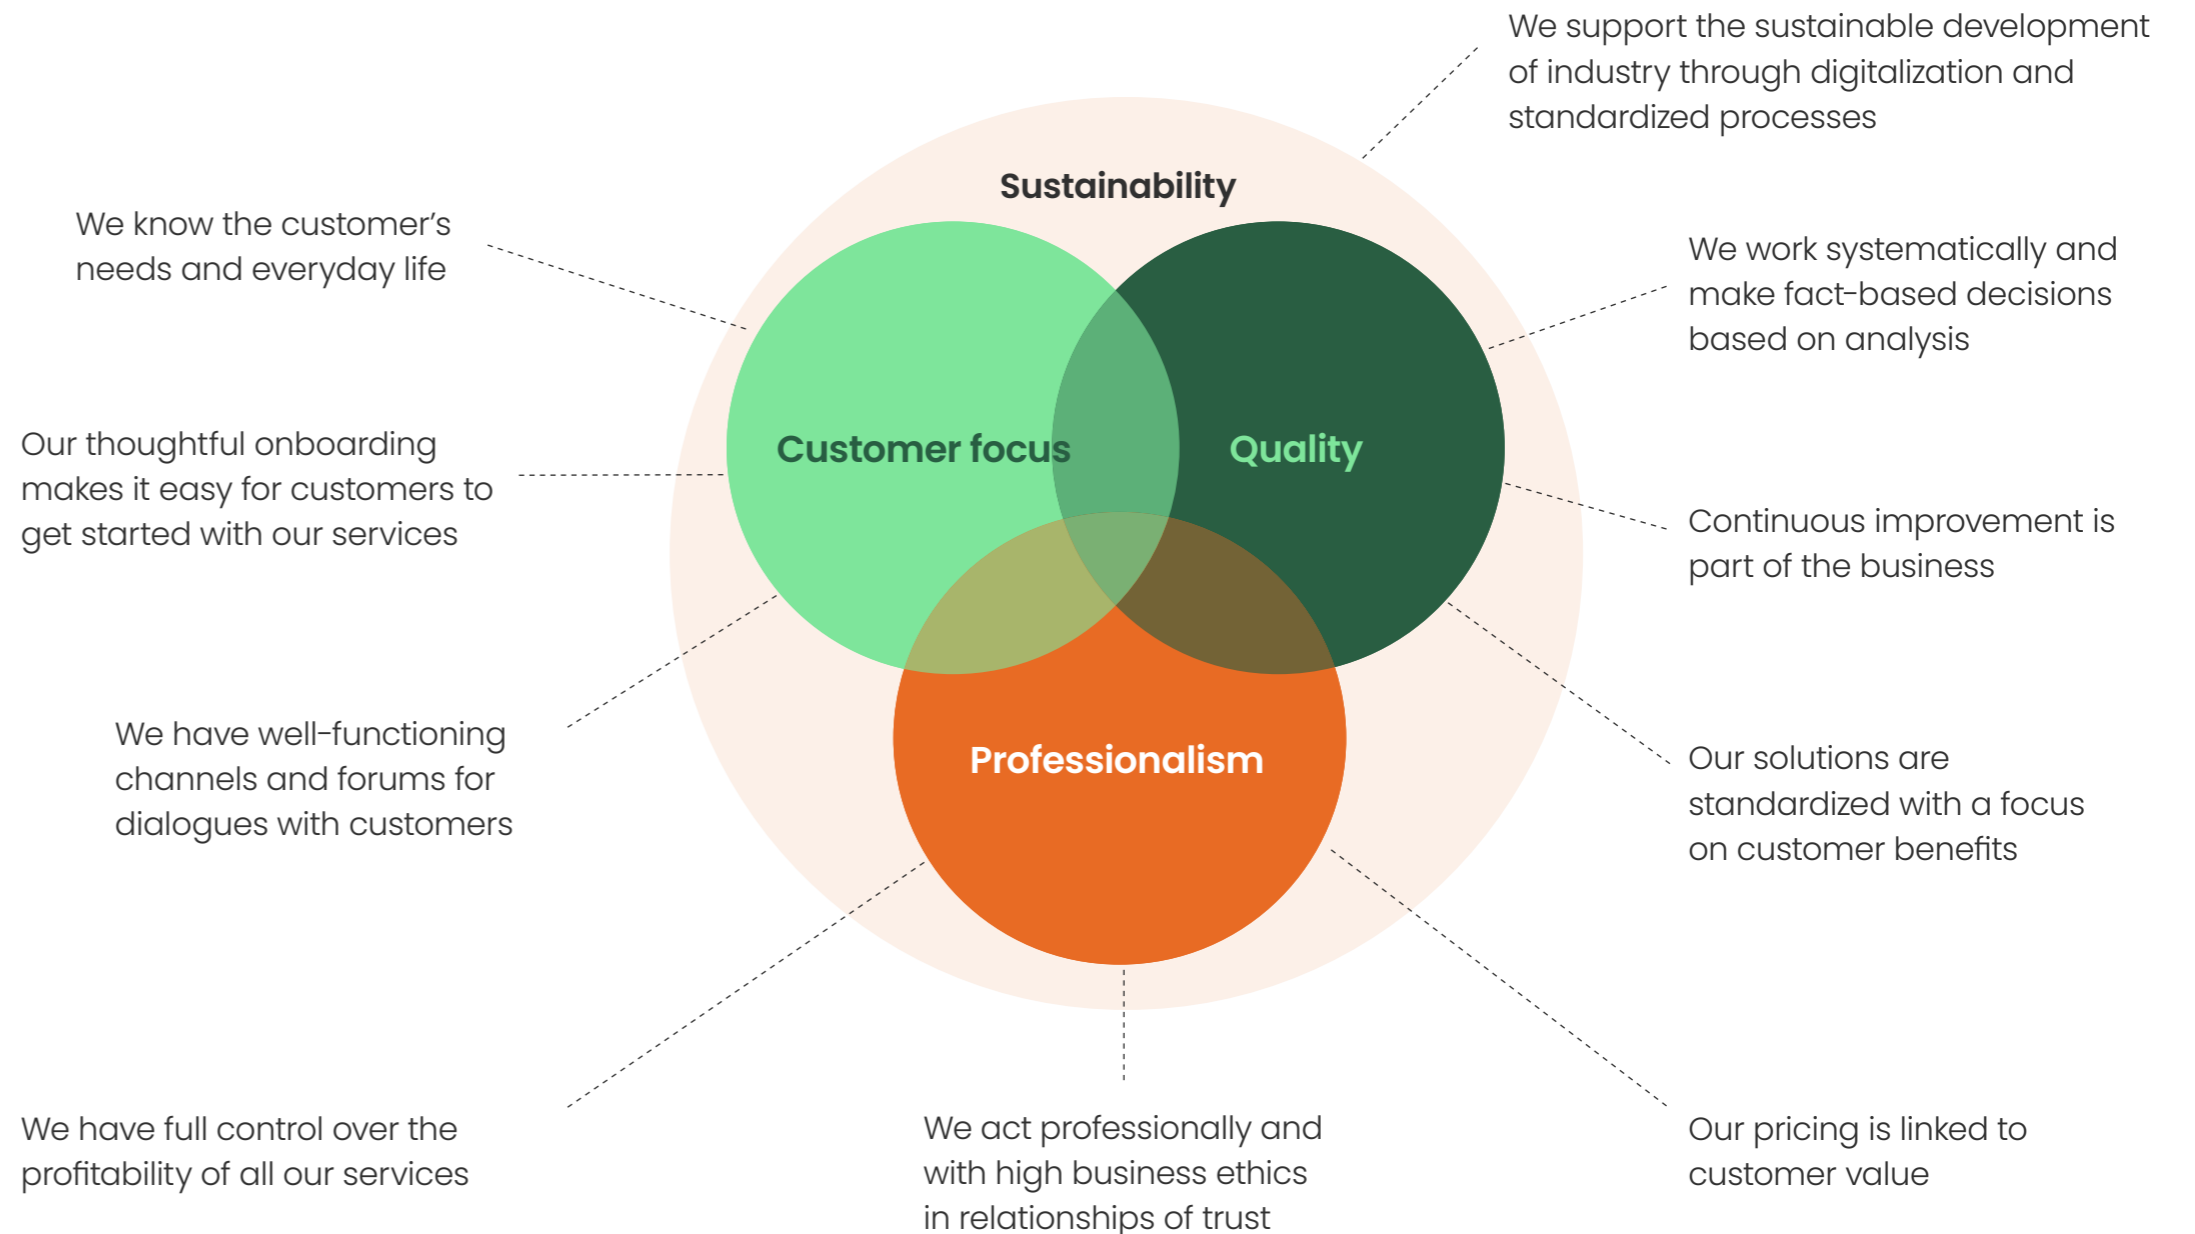 We support the sustainable development
of industry through digitalization and
standardized processes
Sustainability
We know the customer’s
needs and everyday life
We work systematically and
make fact-based decisions
based on analysis
Our thoughtful onboarding
makes it easy for customers to
get started with our services
Customer focus
Quality
Continuous improvement is
part of the business
We have well-functioning
channels and forums for
dialogues with customers
Professionalism
Our solutions are
standardized with a focus
on customer benefits
We have full control over the
profitability of all our services
We act professionally and
with high business ethics
in relationships of trust
Our pricing is linked to
customer value